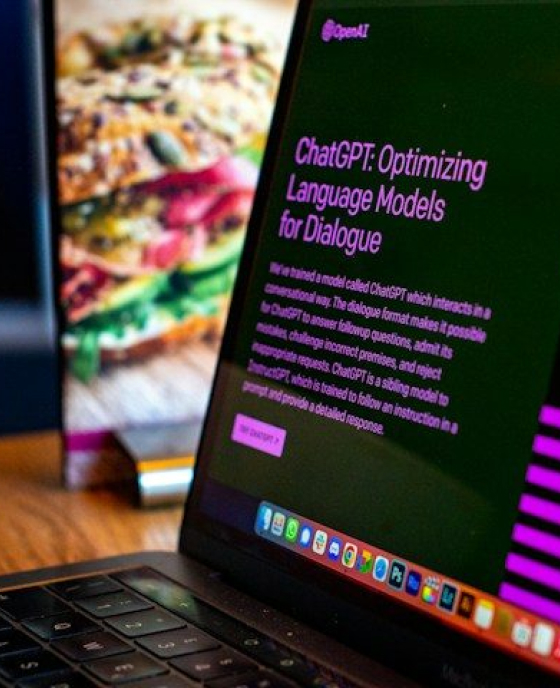 OpenAI
ChatGPT: Optimizing
Language Models
for Dialogue
We've trained a model called ChatGPT which interacts in a
conversational way. The dialogue format makes it possible
for ChatGPT to answer followup questions, admit its
mistakes, challenge incorrect premises, and reject
inappropriate requests. ChatGPT is a sibling model to
InstructGPT, which is trained to follow an instruction in a
prompt and provide a detailed response.
TRY CHATGPT ↗
Ps